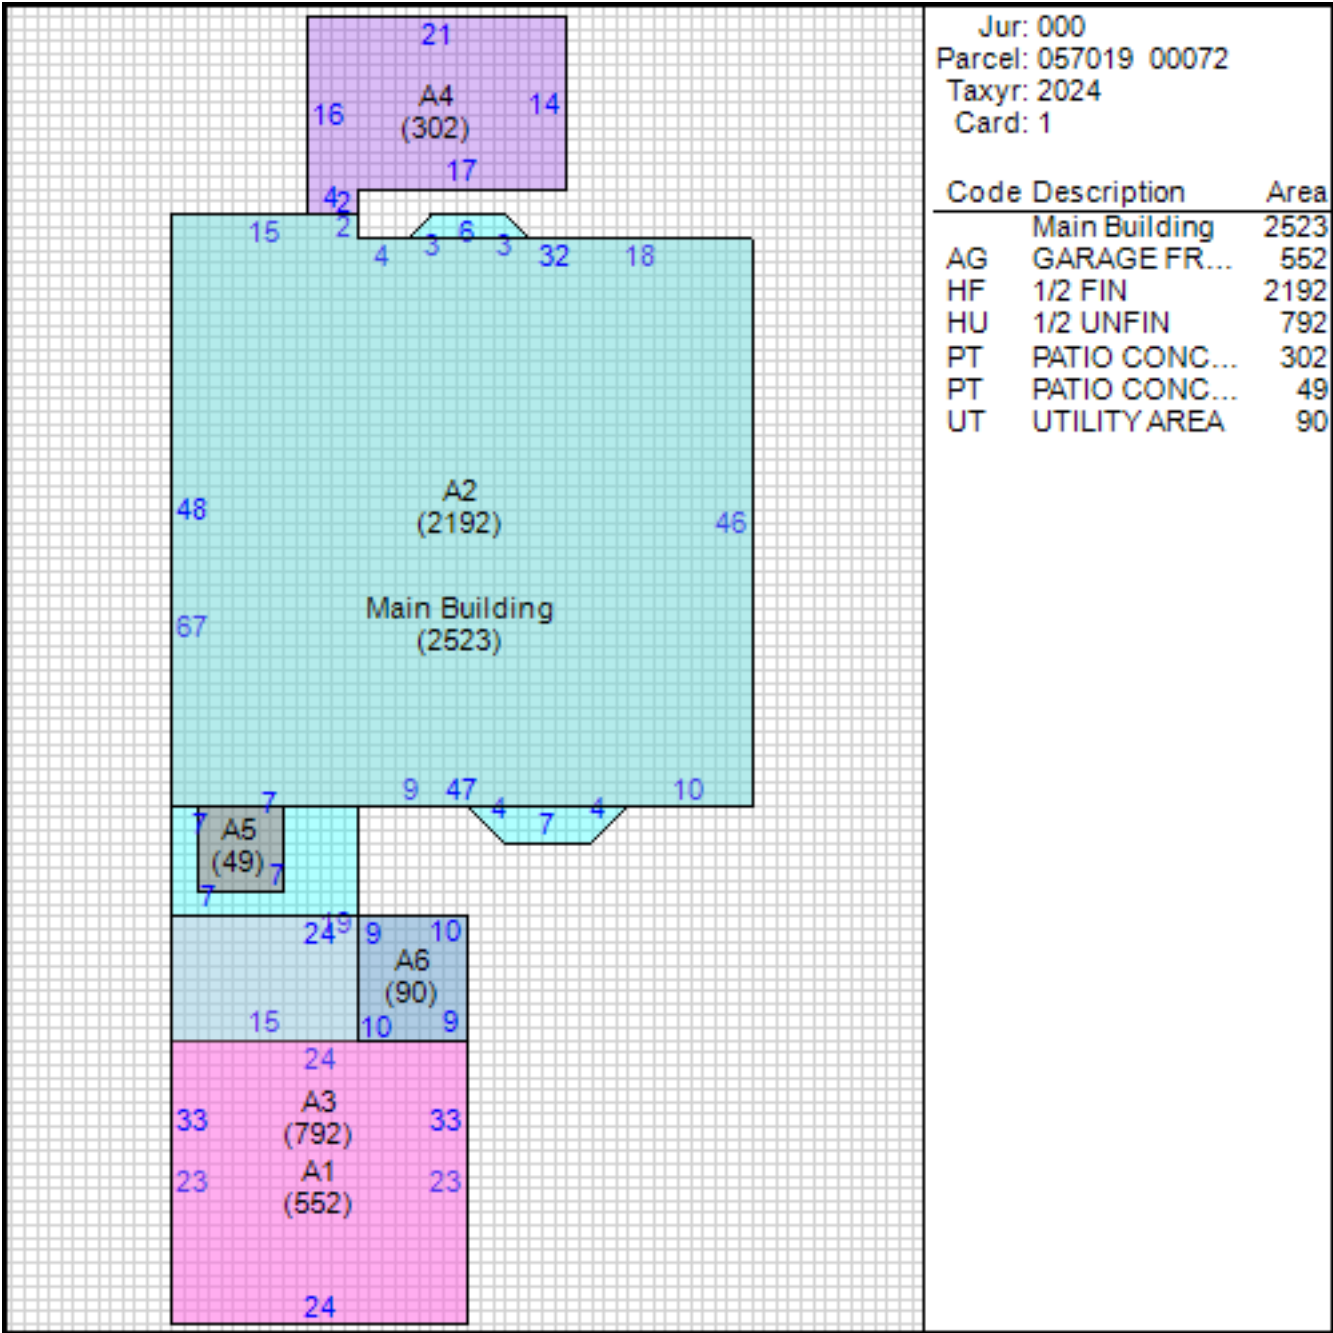 21
A4
16
14
(302)
17
4
2
15
2
6
4
3
3
32
18
A2
48
(2192)
46
Main Building
67
(2523)
9
47
10
7
4
4
7
A5
7
(49)
7
7
19
24
9
10
A6
(90)
15
10
9
24
A3
33
(792)
33
A1
23
(552)
23
24
Jur: 000
Parcel: 057019 00072
Taxyr: 2024
Card: 1
Code Description Area
Main Building 2523
AG GARAGE FR... 552
HF 1/2 FIN 2192
HU 1/2 UNFIN 792
PT PATIO CONC... 302
PT PATIO CONC... 49
UT UTILITY AREA 90